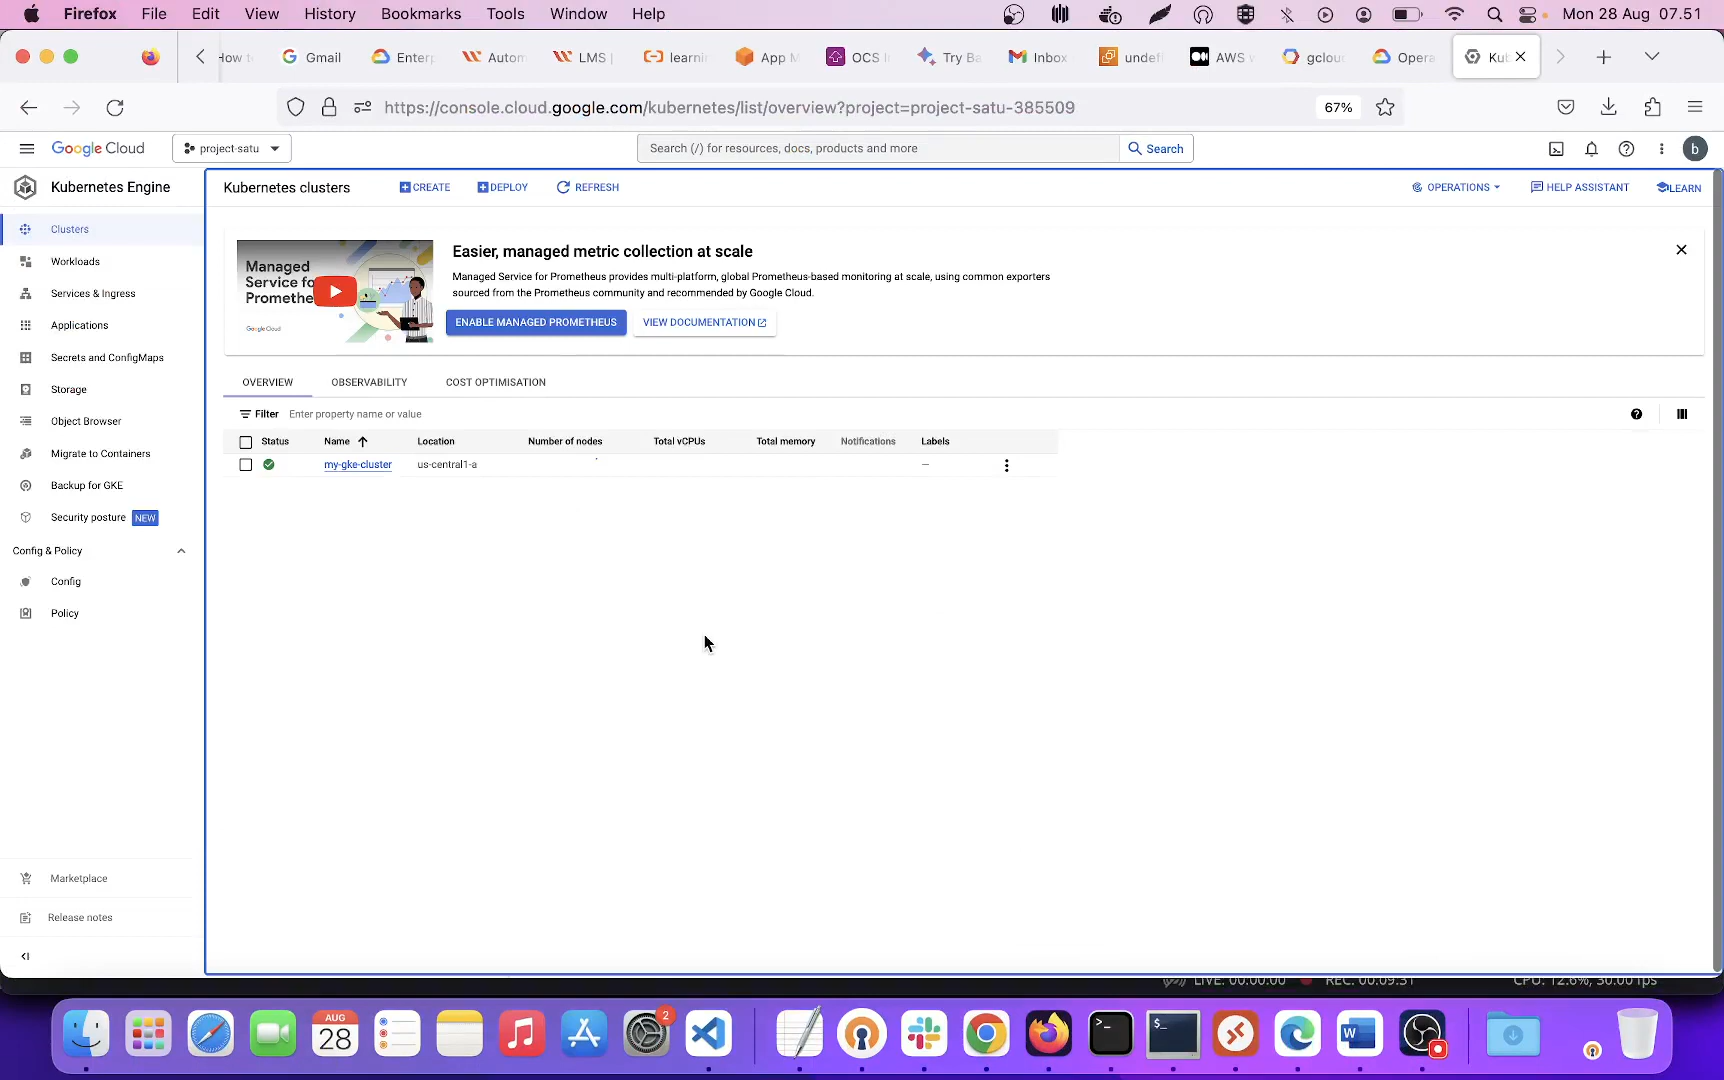 Firefox File Edit View History Bookmarks Tools Window Help Mon 28 Aug 07.51
How t Gmail Enterp Autom LMS | learnin App M OCS I Try Ba Inbox undef AWS gclou Opera Kub
https://console.cloud.google.com/kubernetes/list/overview?project=project-satu-385509 67%
Google Cloud project-satu Search (/) for resources, docs, products and more Search b
Kubernetes Engine
Kubernetes clusters CREATE DEPLOY REFRESH OPERATIONS HELP ASSISTANT LEARN
Clusters
Workloads
Services & Ingress
Applications
Secrets and ConfigMaps
Storage
Object Browser
Migrate to Containers
Backup for GKE
Security posture NEW
Config & Policy
Config
Policy
Marketplace
Release notes
Managed
Service fo
Prometheu
Google Cloud
Easier, managed metric collection at scale
Managed Service for Prometheus provides multi-platform, global Prometheus-based monitoring at scale, using common exporters
sourced from the Prometheus community and recommended by Google Cloud.
ENABLE MANAGED PROMETHEUS VIEW DOCUMENTATION
OVERVIEW OBSERVABILITY COST OPTIMISATION
Filter Enter property name or value
Status Name Location Number of nodes Total vCPUs Total memory Notifications Labels
my-gke-cluster us-central1-a –
LIVE: 00:00:00 REC: 00:09:31 CPU: 12.6%, 30.00 fps
AUG
28
2